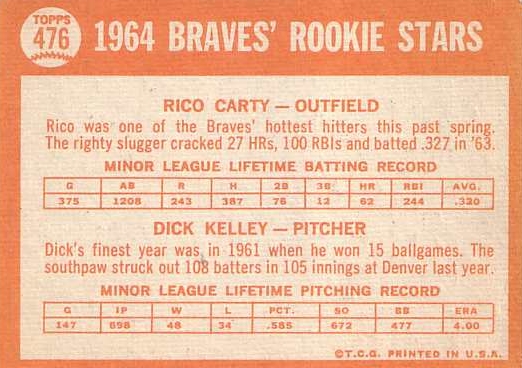 TOPPS
476
1964 BRAVES' ROOKIE STARS
RICO CARTY — OUTFIELD
Rico was one of the Braves' hottest hitters this past spring.
The righty slugger cracked 27 HRs, 100 RBIs and batted .327 in '63.
MINOR LEAGUE LIFETIME BATTING RECORD
G AB R H 2B 3B HR RBI AVG.
375 1208 243 387 76 12 62 244 .320
DICK KELLEY — PITCHER
Dick's finest year was in 1961 when he won 15 ballgames. The
southpaw struck out 108 batters in 105 innings at Denver last year.
MINOR LEAGUE LIFETIME PITCHING RECORD
G IP W L PCT. SO BB ERA
147 698 48 34 .585 672 477 4.00
©T.C.G. PRINTED IN U.S.A.